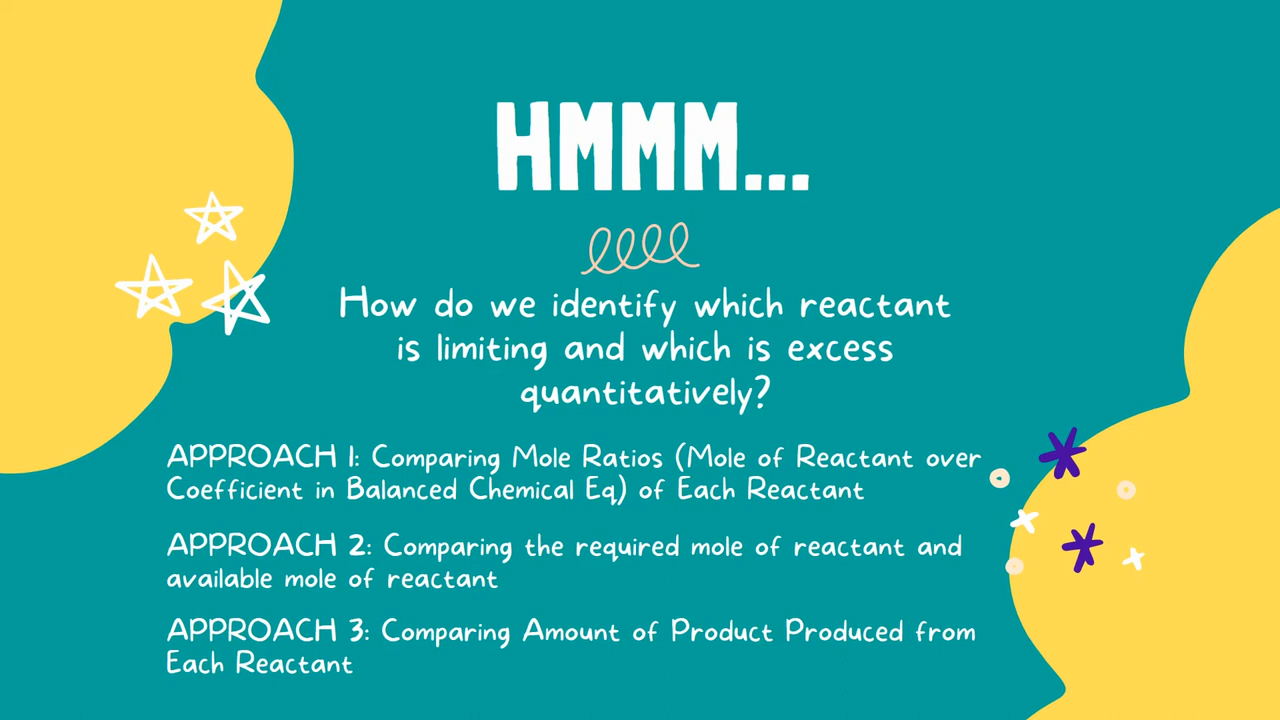 HMMM...
How do we identify which reactant
is limiting and which is excess
quantitatively?
APPROACH 1: Comparing Mole Ratios (Mole of Reactant over
Coefficient in Balanced Chemical Eq) of Each Reactant
APPROACH 2: Comparing the required mole of reactant and
available mole of reactant
APPROACH 3: Comparing Amount of Product Produced from
Each Reactant